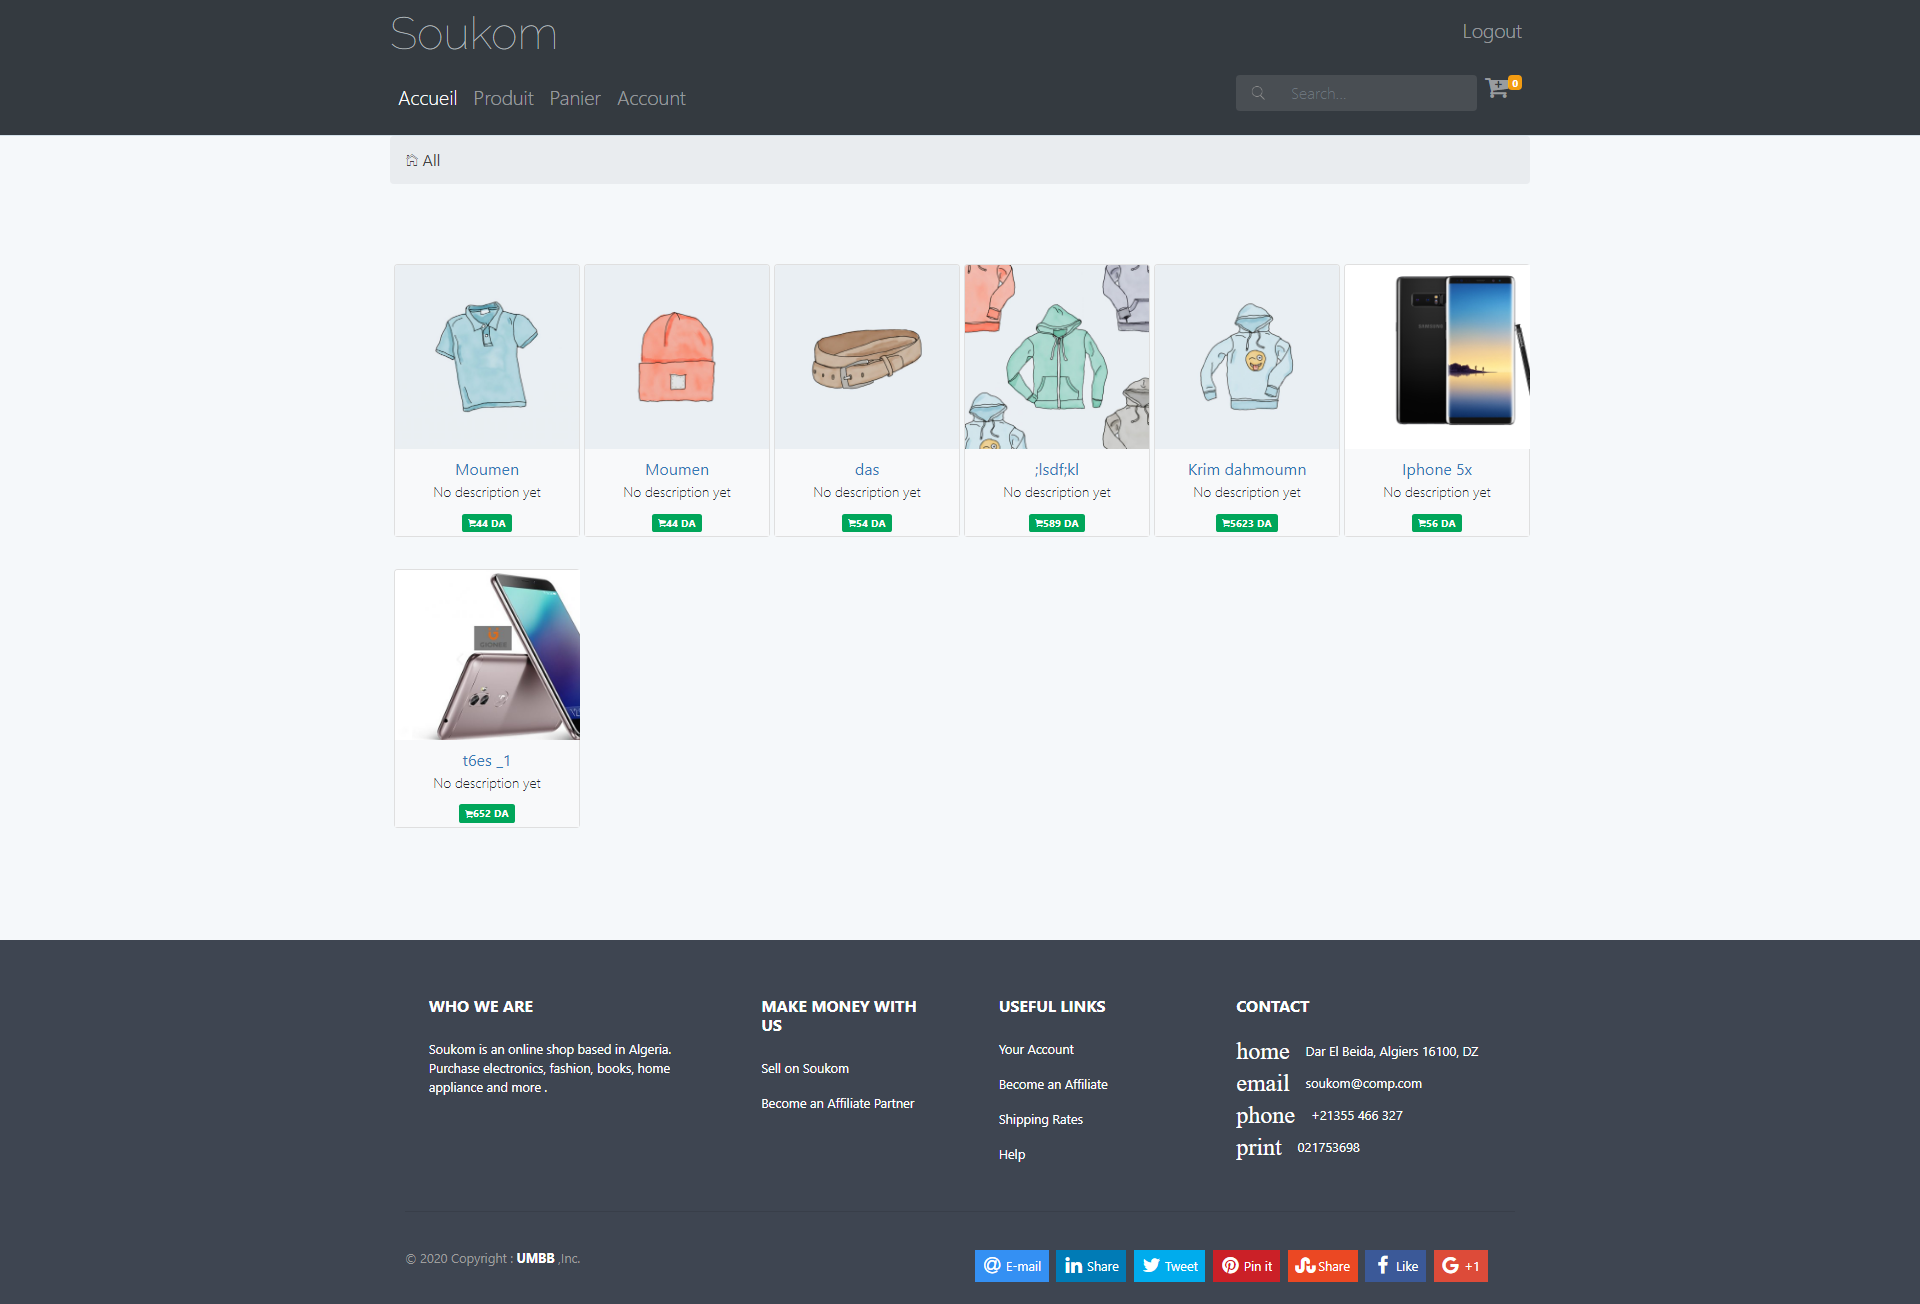 Soukom
Logout
Accueil Produit Panier Account
Search...
0
All
SAMSUNG
Moumen
No description yet
44 DA
Moumen
No description yet
44 DA
das
No description yet
54 DA
;lsdf;kl
No description yet
589 DA
Krim dahmoumn
No description yet
5623 DA
Iphone 5x
No description yet
56 DA
GIONEE
t6es _1
No description yet
652 DA
WHO WE ARE
Soukom is an online shop based in Algeria.
Purchase electronics, fashion, books, home
appliance and more .
MAKE MONEY WITH
US
Sell on Soukom
Become an Affiliate Partner
USEFUL LINKS
Your Account
Become an Affiliate
Shipping Rates
Help
CONTACT
home Dar El Beida, Algiers 16100, DZ
email soukom@comp.com
phone +21355 466 327
print 021753698
© 2020 Copyright : UMBB ,Inc.
E-mail
Share
Tweet
Pin it
Share
Like
+1